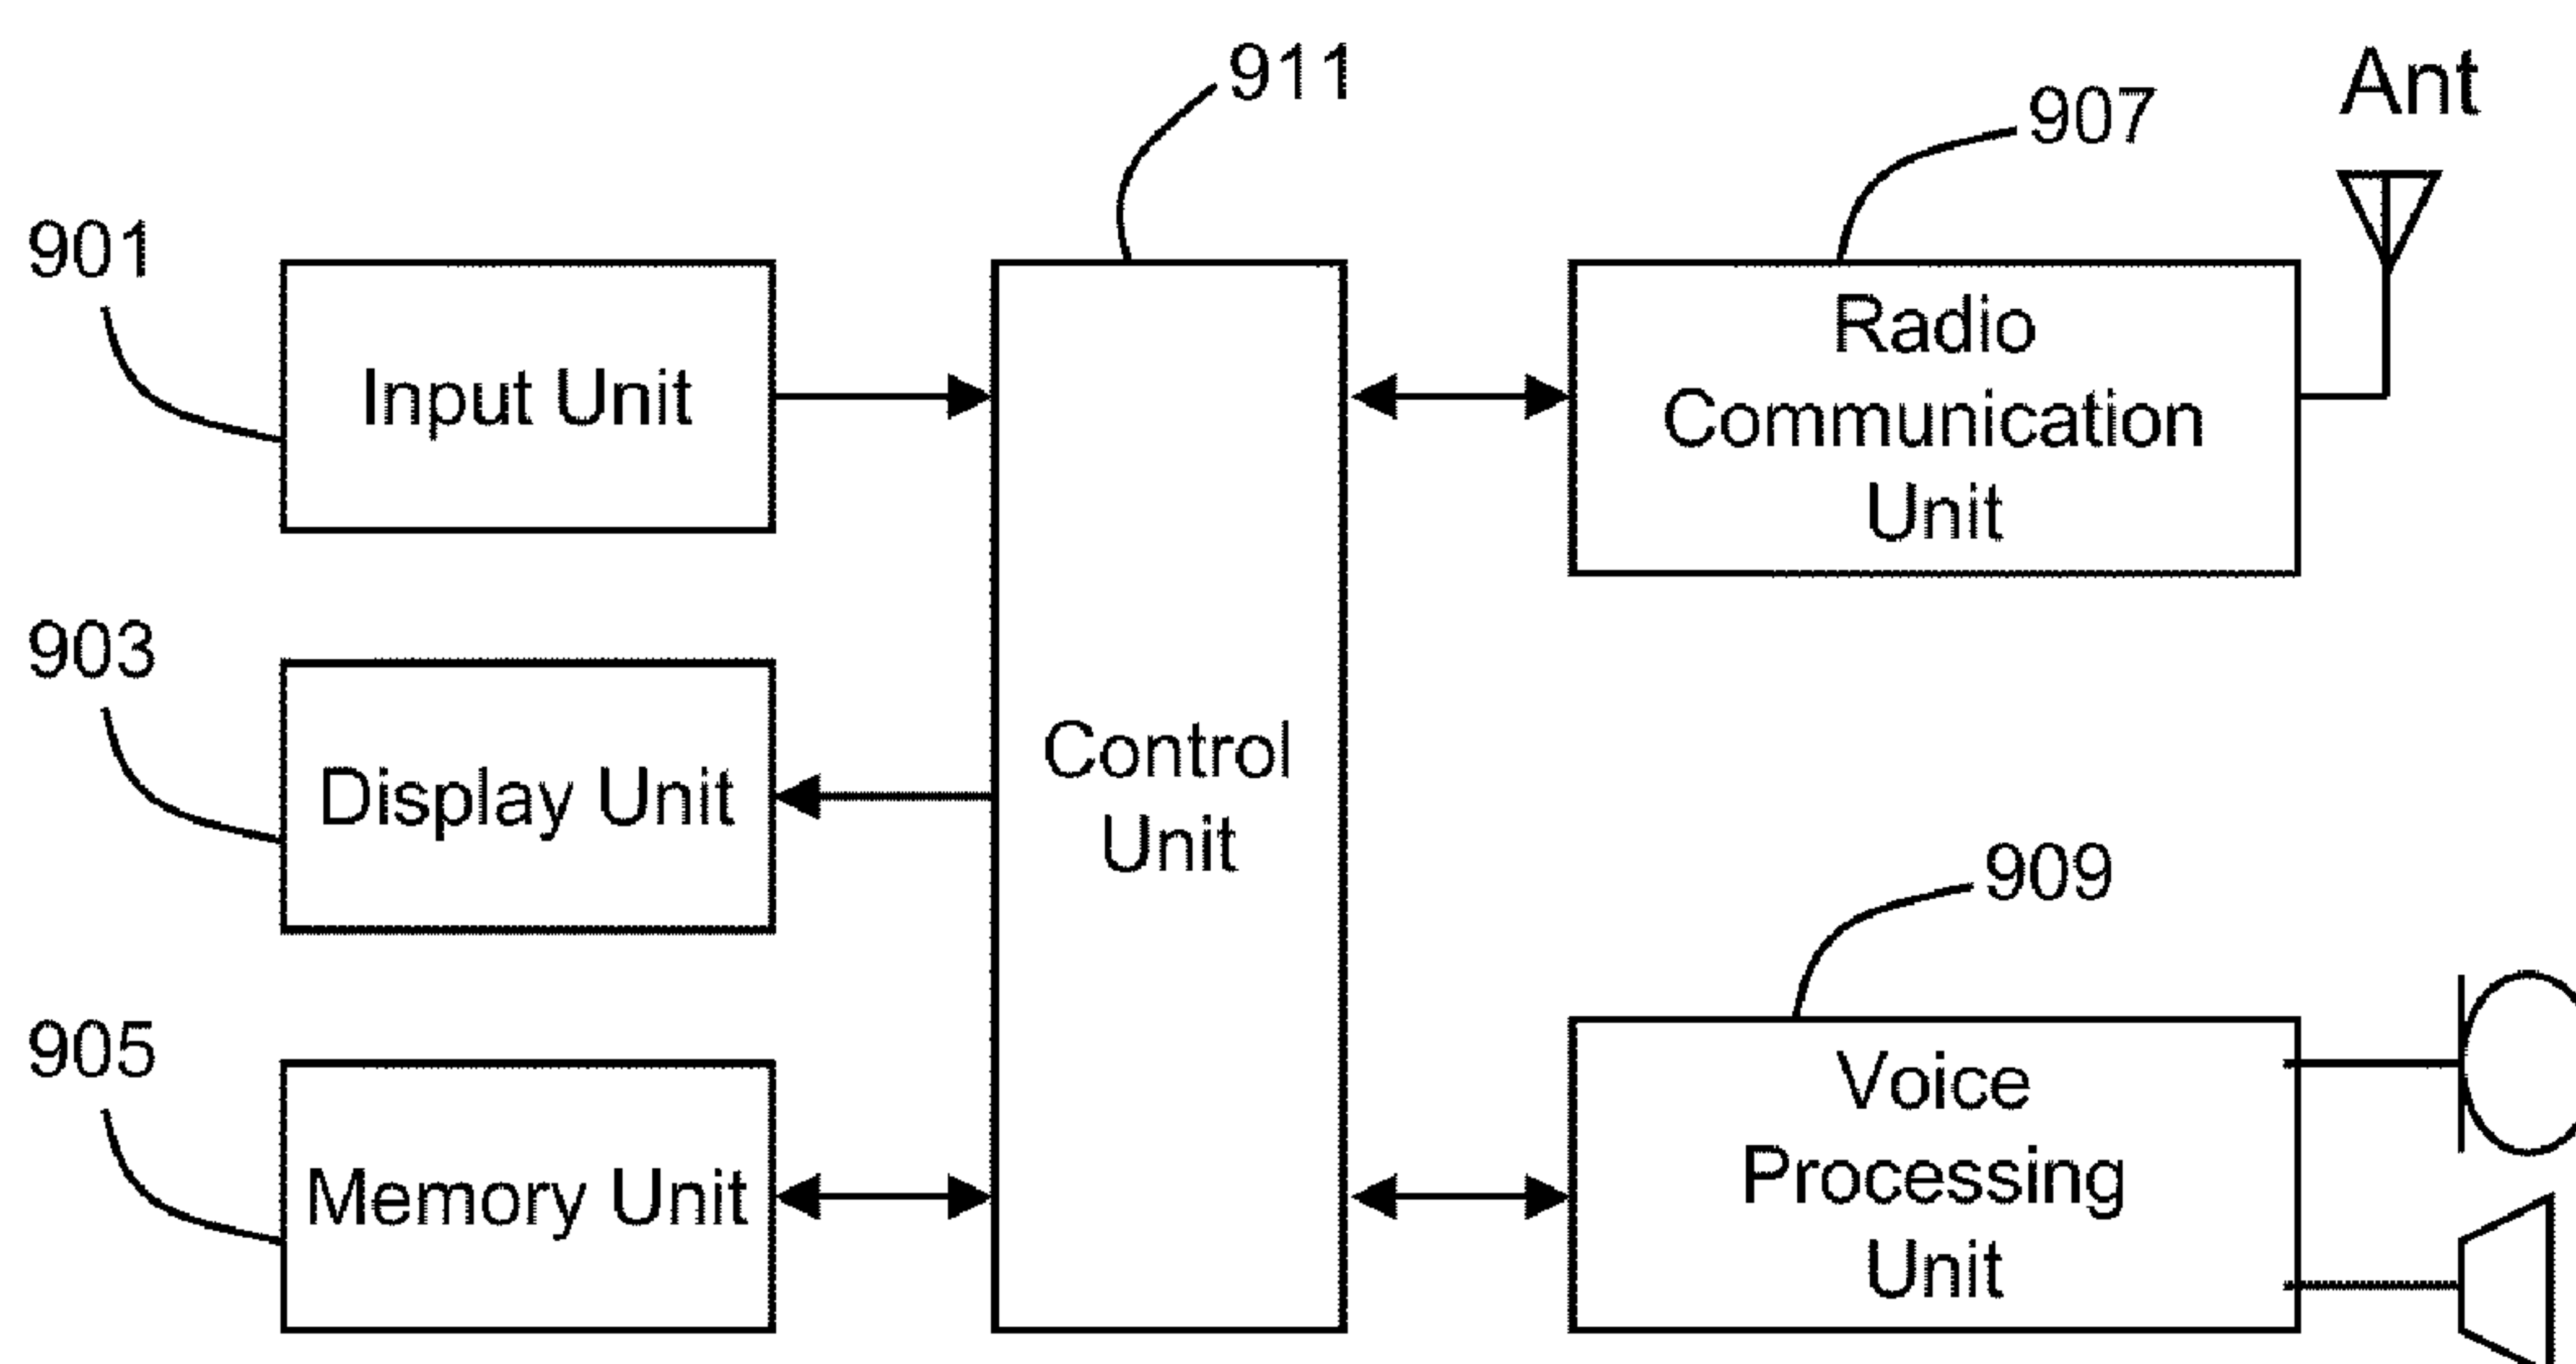 911
Ant
907
901
Input Unit
Radio
Communication
Unit
903
Display Unit
Control
Unit
909
905
Memory Unit
Voice
Processing
Unit